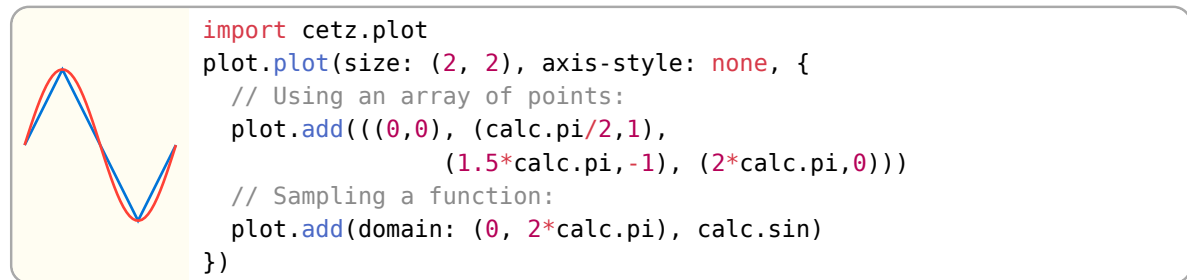 import cetz.plot
plot.plot(size: (2, 2), axis-style: none, {
  // Using an array of points:
  plot.add(((0,0), (calc.pi/2,1),
                (1.5*calc.pi,-1), (2*calc.pi,0)))
  // Sampling a function:
  plot.add(domain: (0, 2*calc.pi), calc.sin)
})